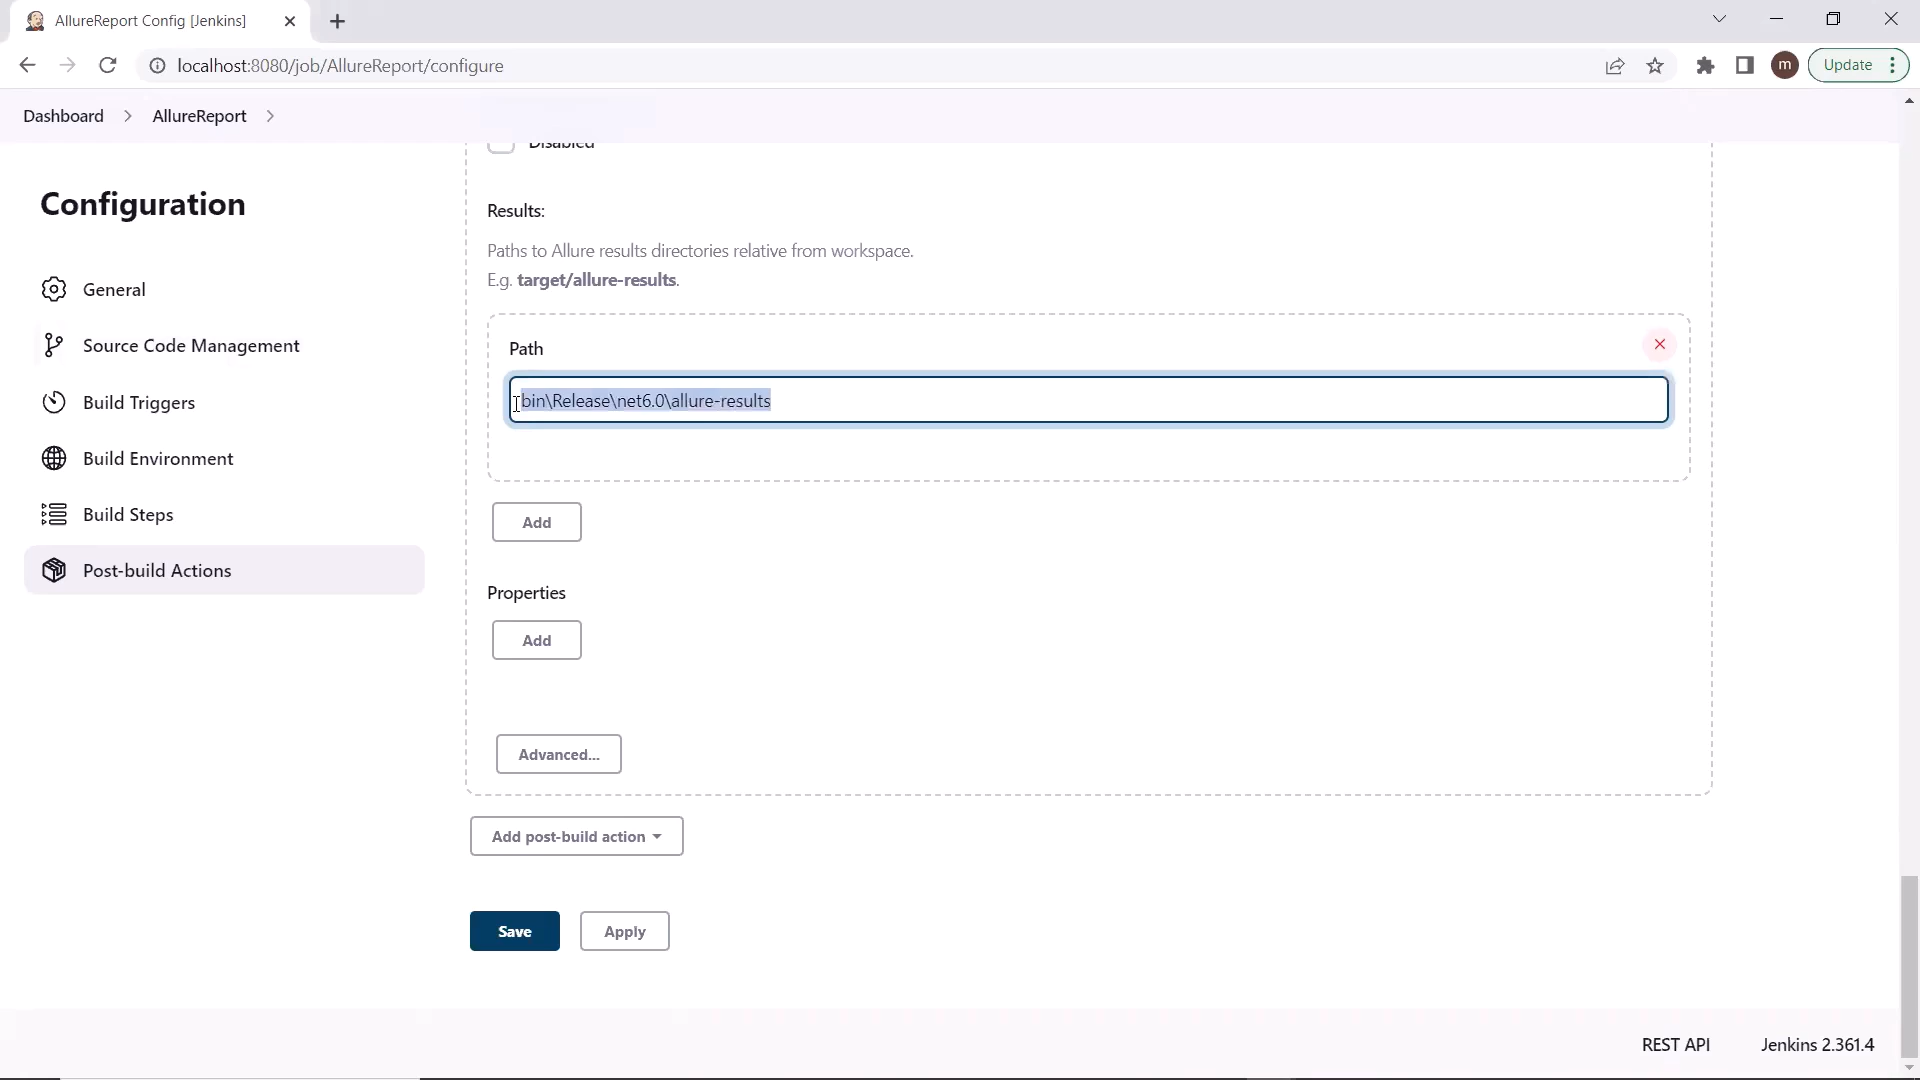 AllureReport Config [Jenkins]
localhost:8080/job/AllureReport/configure
m
Update
Dashboard
AllureReport
Disabled
Configuration
General
Source Code Management
Build Triggers
Build Environment
Build Steps
Post-build Actions
Results:
Paths to Allure results directories relative from workspace.
E.g. target/allure-results.
Path
bin\Release\net6.0\allure-results
Add
Properties
Add
Advanced...
Add post-build action
Save
Apply
REST API
Jenkins 2.361.4